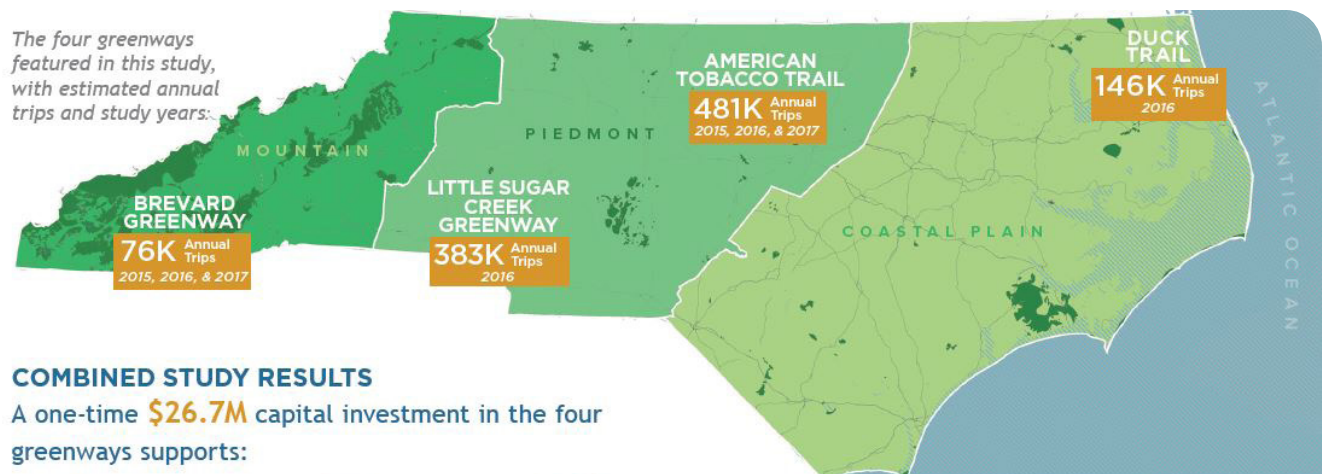 The four greenways
featured in this study,
with estimated annual
trips and study years:
MOUNTAIN
BREVARD
GREENWAY
76K Annual Trips
2015, 2016, & 2017
PIEDMONT
LITTLE SUGAR
CREEK
GREENWAY
383K Annual Trips
2016
AMERICAN
TOBACCO TRAIL
481K Annual Trips
2015, 2016, & 2017
COASTAL PLAIN
DUCK
TRAIL
146K Annual Trips
2016
ATLANTIC OCEAN
COMBINED STUDY RESULTS
A one-time $26.7M capital investment in the four
greenways supports: